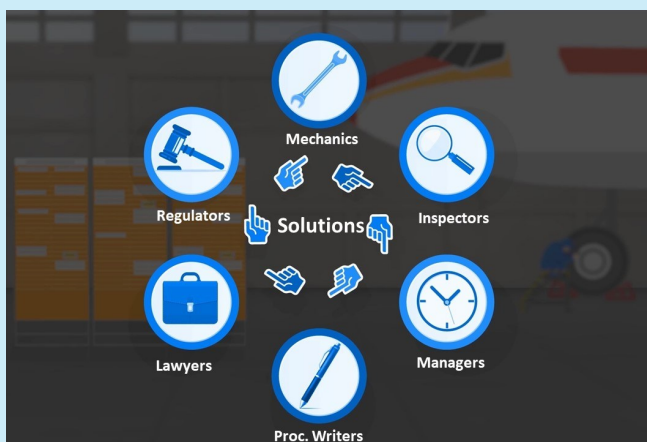 Mechanics
Regulators
Inspectors
Solutions
Lawyers
Managers
Proc. Writers